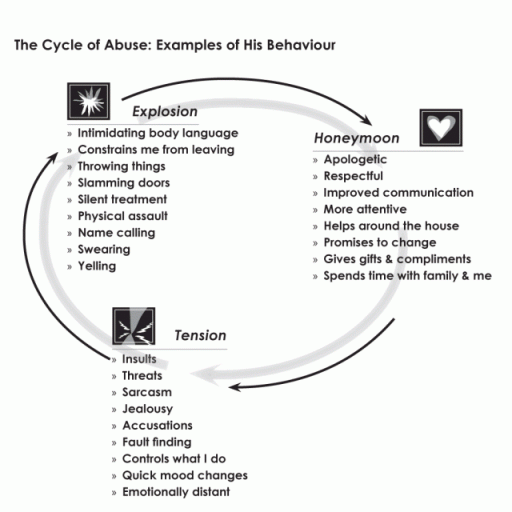 The Cycle of Abuse: Examples of His Behaviour
Explosion
» Intimidating body language
» Constrains me from leaving
» Throwing things
» Slamming doors
» Silent treatment
» Physical assault
» Name calling
» Swearing
» Yelling
Honeymoon
» Apologetic
» Respectful
» Improved communication
» More attentive
» Helps around the house
» Promises to change
» Gives gifts & compliments
» Spends time with family & me
Tension
» Insults
» Threats
» Sarcasm
» Jealousy
» Accusations
» Fault finding
» Controls what I do
» Quick mood changes
» Emotionally distant